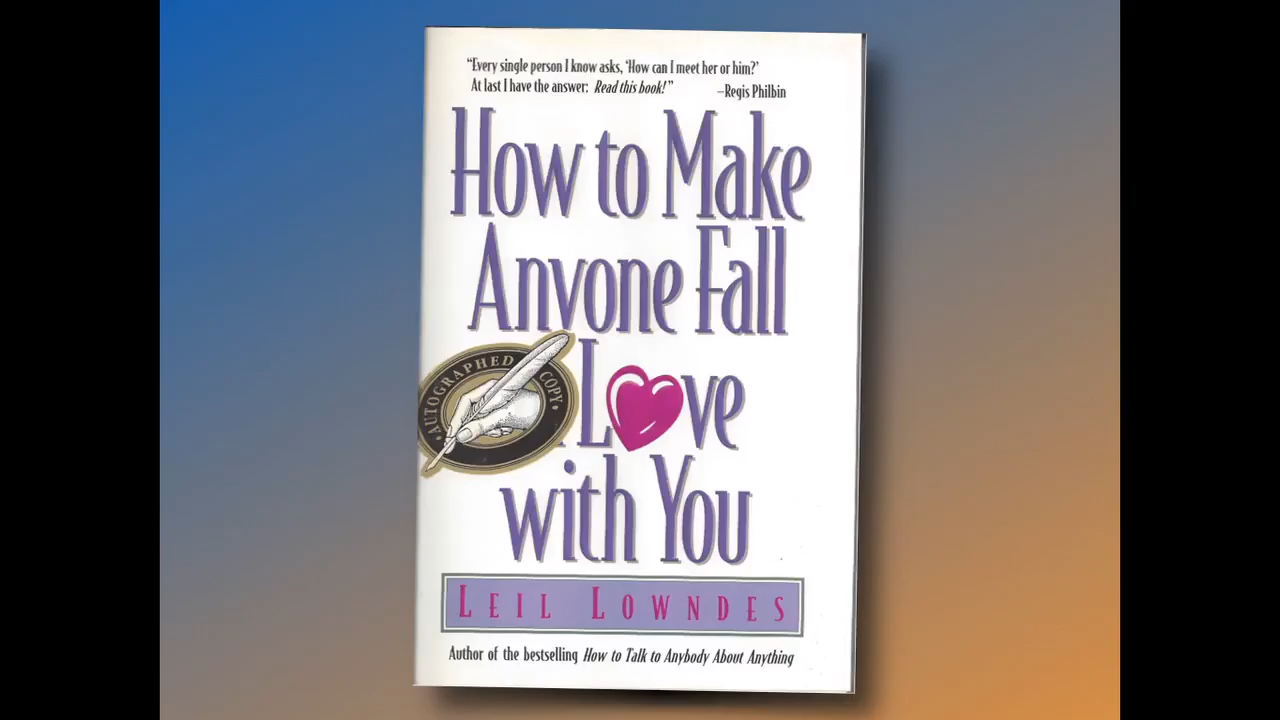 “Every single person I know asks, ‘How can I meet her or him?’
At last I have the answer: Read this book!”
–Regis Philbin
How to Make
Anyone Fall
Love
with You
AUTOGRAPHED COPY
LEIL LOWNDES
Author of the bestselling How to Talk to Anybody About Anything